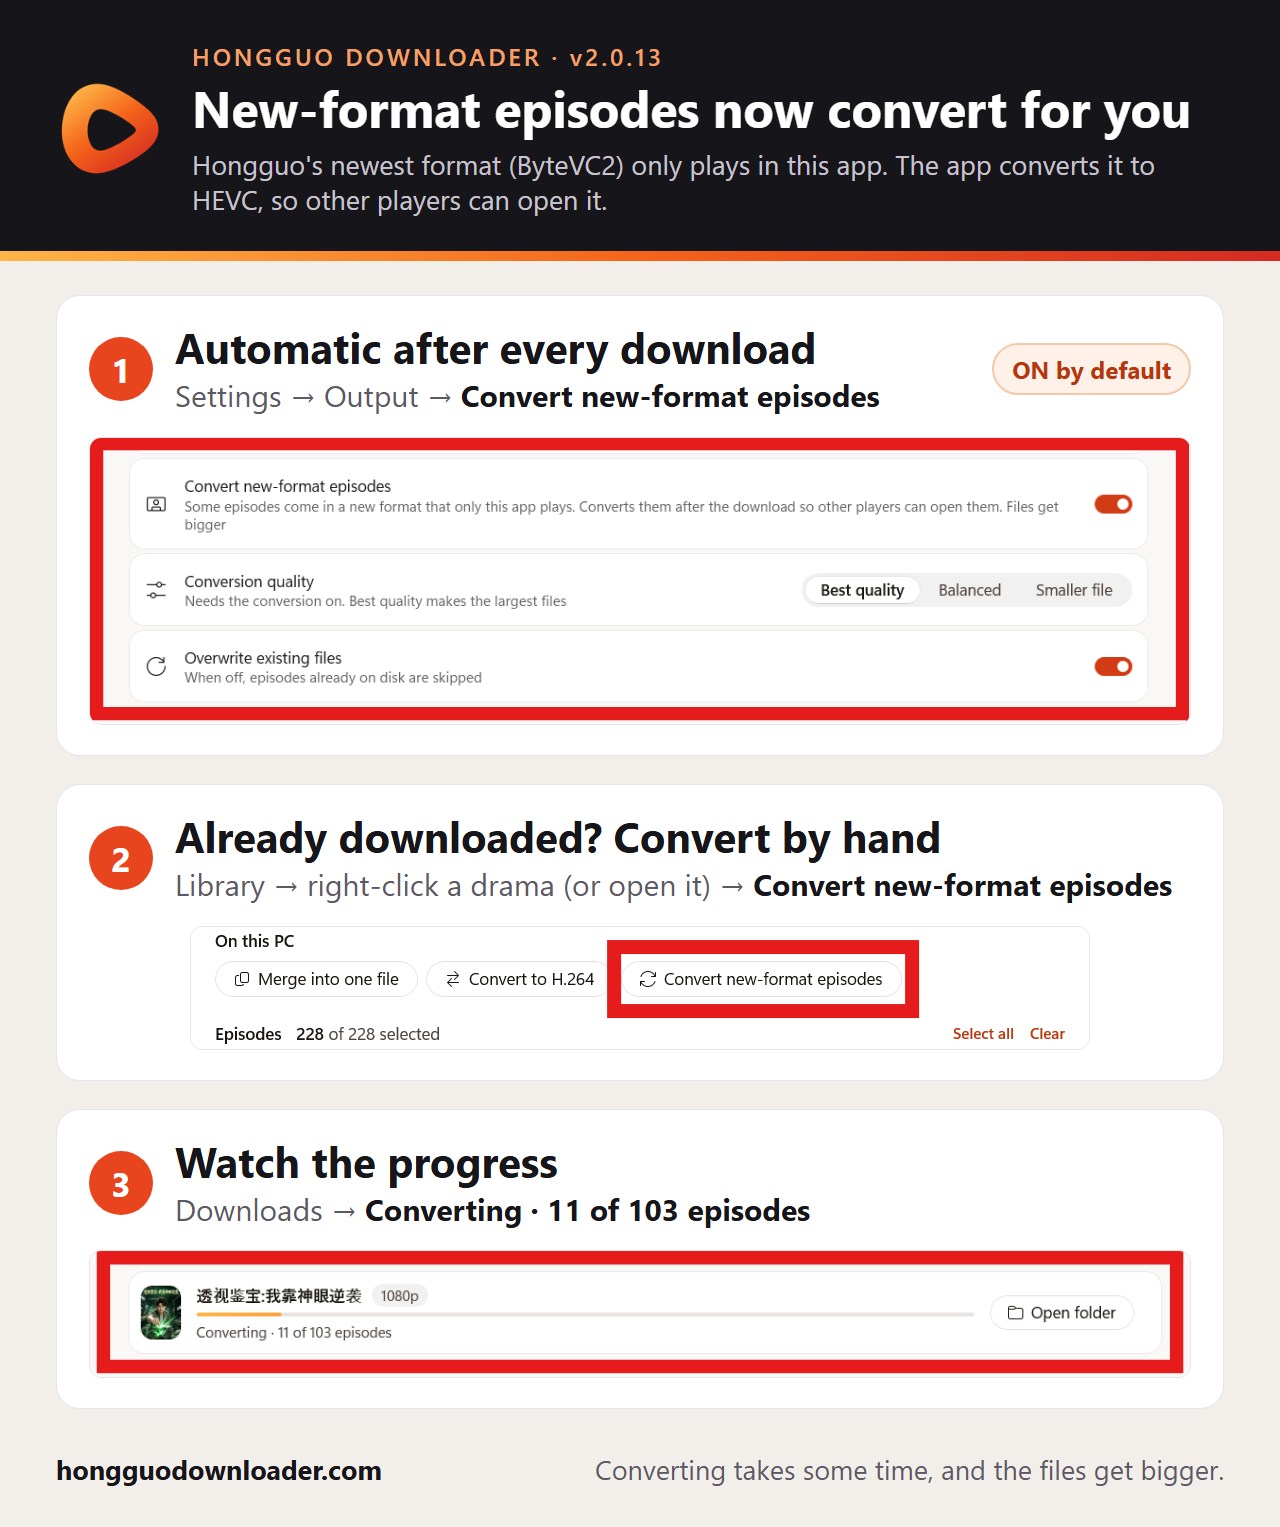 HONGGUO DOWNLOADER · v2.0.13
New-format episodes now convert for you
Hongguo's newest format (ByteVC2) only plays in this app. The app converts it to
HEVC, so other players can open it.
1
Automatic after every download
ON by default
Settings → Output → Convert new-format episodes
Convert new-format episodes
Some episodes come in a new format that only this app plays. Converts them after the download so other players can open them. Files get
bigger
Conversion quality
Needs the conversion on. Best quality makes the largest files
Best quality Balanced Smaller file
Overwrite existing files
When off, episodes already on disk are skipped
2
Already downloaded? Convert by hand
Library → right-click a drama (or open it) → Convert new-format episodes
On this PC
Merge into one file Convert to H.264 Convert new-format episodes
Episodes 228 of 228 selected Select all Clear
3
Watch the progress
Downloads → Converting · 11 of 103 episodes
透视鉴宝:我靠神眼逆袭 1080p
Converting · 11 of 103 episodes
Open folder
hongguodownloader.com
Converting takes some time, and the files get bigger.